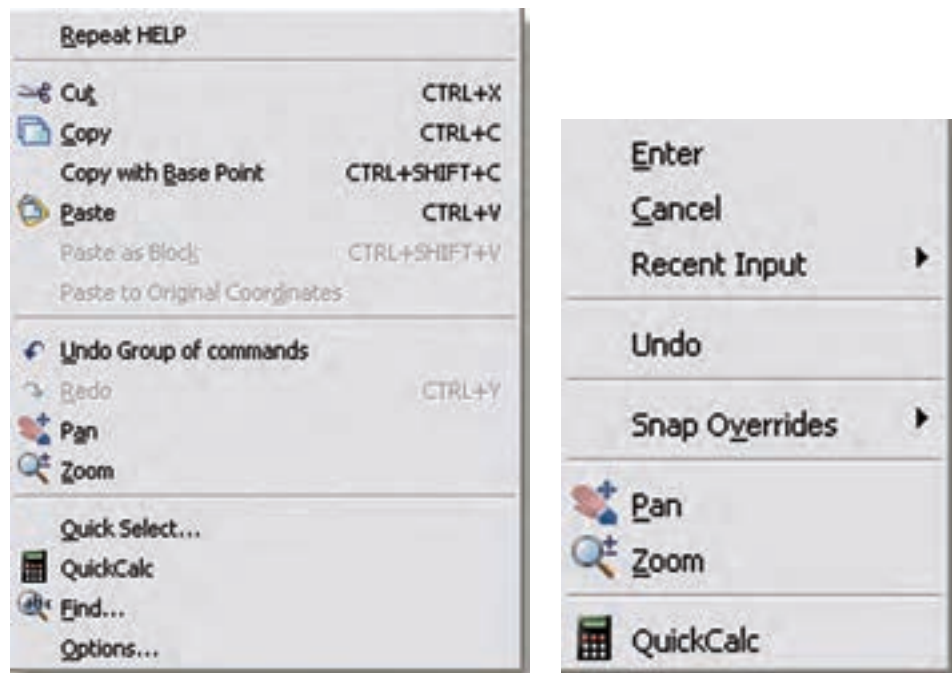 Repeat HELP
Cut CTRL+X
Copy CTRL+C
Copy with Base Point CTRL+SHIFT+C
Paste CTRL+V
Paste as Block CTRL+SHIFT+V
Paste to Original Coordinates
Undo Group of commands
Redo CTRL+Y
Pan
Zoom
Quick Select...
QuickCalc
Find...
Options...
Enter
Cancel
Recent Input
Undo
Snap Overrides
Pan
Zoom
QuickCalc